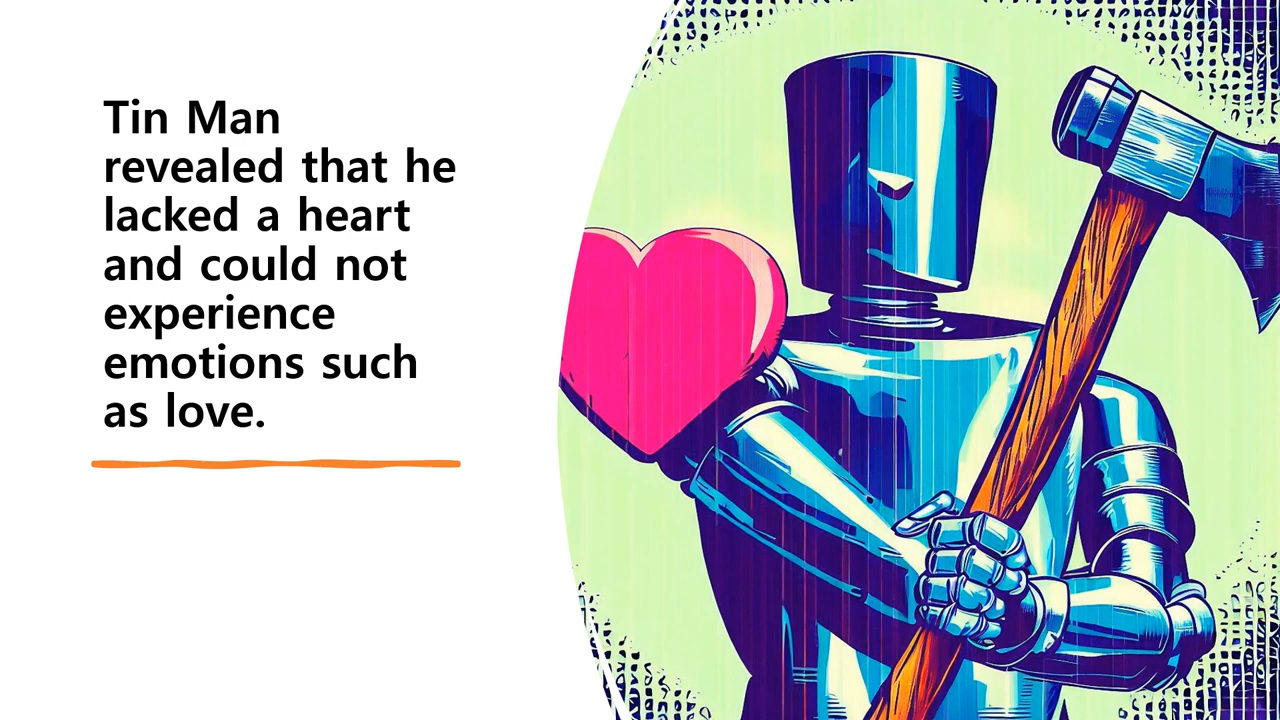 Tin Man
revealed that he
lacked a heart
and could not
experience
emotions such
as love.